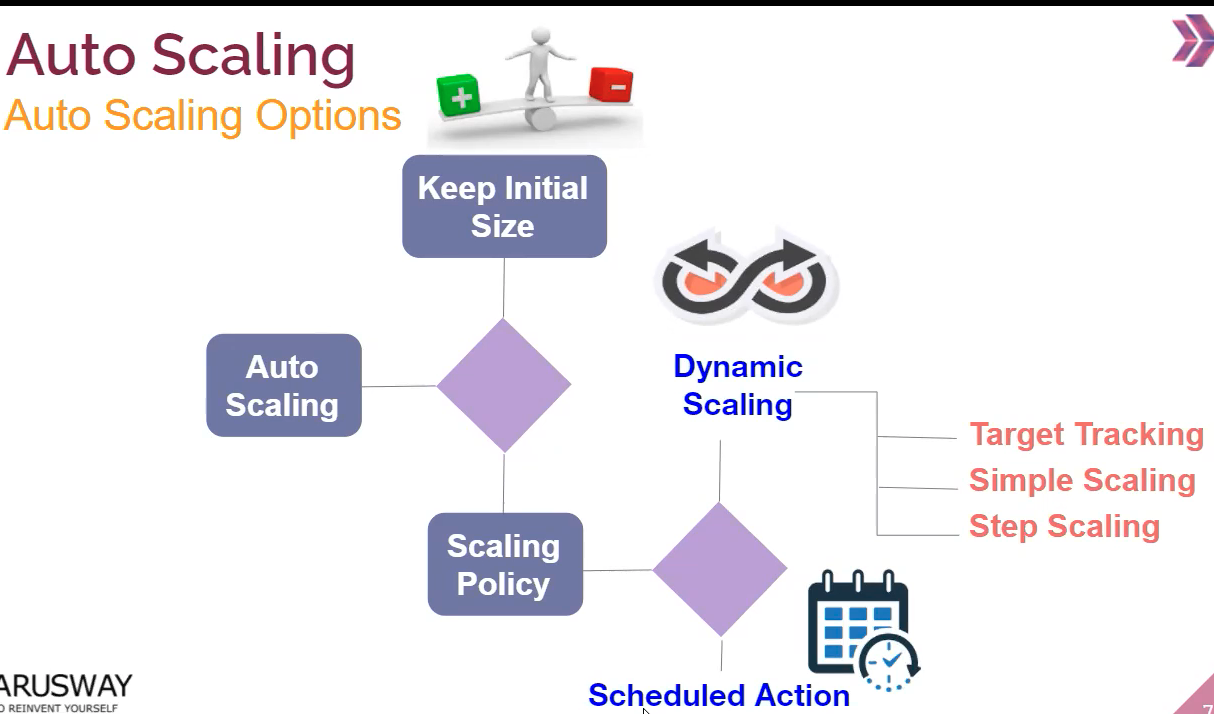 Auto Scaling
Auto Scaling Options
Keep Initial
Size
Auto
Scaling
Dynamic
Scaling
Target Tracking
Simple Scaling
Step Scaling
Scaling
Policy
Scheduled Action
ARUSWAY
O REINVENT YOURSELF
7